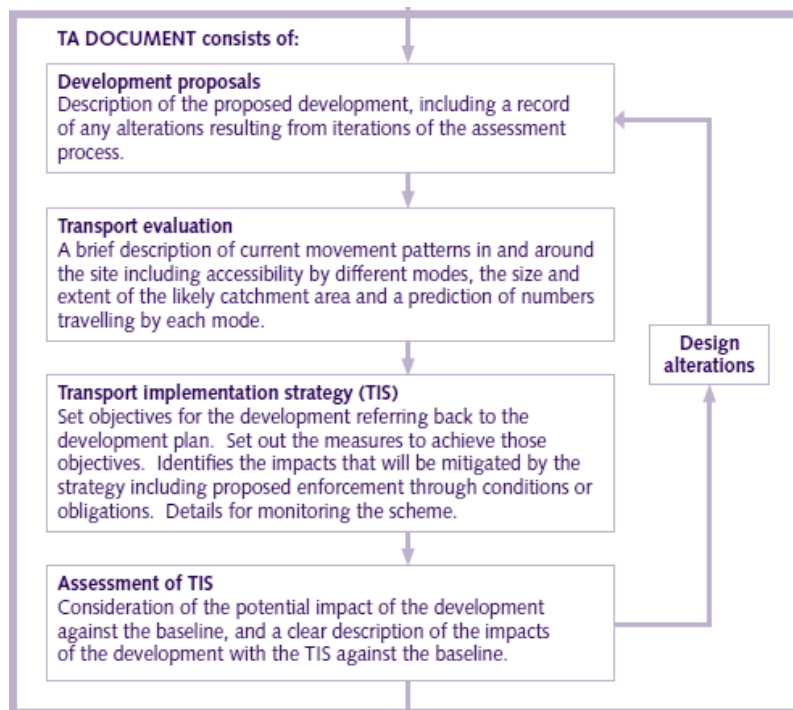 TA DOCUMENT consists of:
Development proposals
Description of the proposed development, including a record
of any alterations resulting from iterations of the assessment
process.
Transport evaluation
A brief description of current movement patterns in and around
the site including accessibility by different modes, the size and
extent of the likely catchment area and a prediction of numbers
travelling by each mode.
Design
alterations
Transport implementation strategy (TIS)
Set objectives for the development referring back to the
development plan. Set out the measures to achieve those
objectives. Identifies the impacts that will be mitigated by the
strategy including proposed enforcement through conditions or
obligations. Details for monitoring the scheme.
Assessment of TIS
Consideration of the potential impact of the development
against the baseline, and a clear description of the impacts
of the development with the TIS against the baseline.